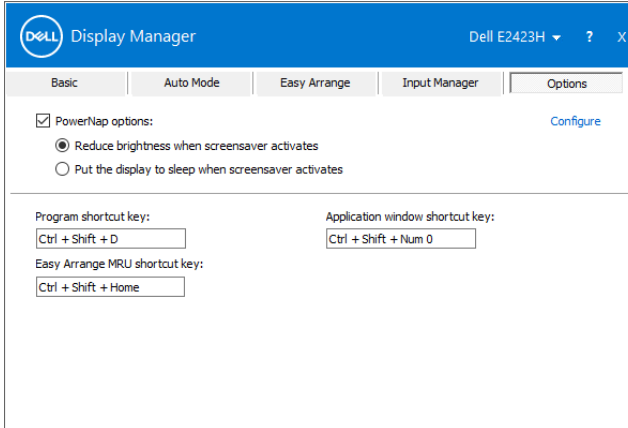 DELL Display Manager Dell E2423H ? X
Basic Auto Mode Easy Arrange Input Manager Options
PowerNap options: Configure
Reduce brightness when screensaver activates
Put the display to sleep when screensaver activates
Program shortcut key: Application window shortcut key:
Ctrl + Shift + D Ctrl + Shift + Num 0
Easy Arrange MRU shortcut key:
Ctrl + Shift + Home